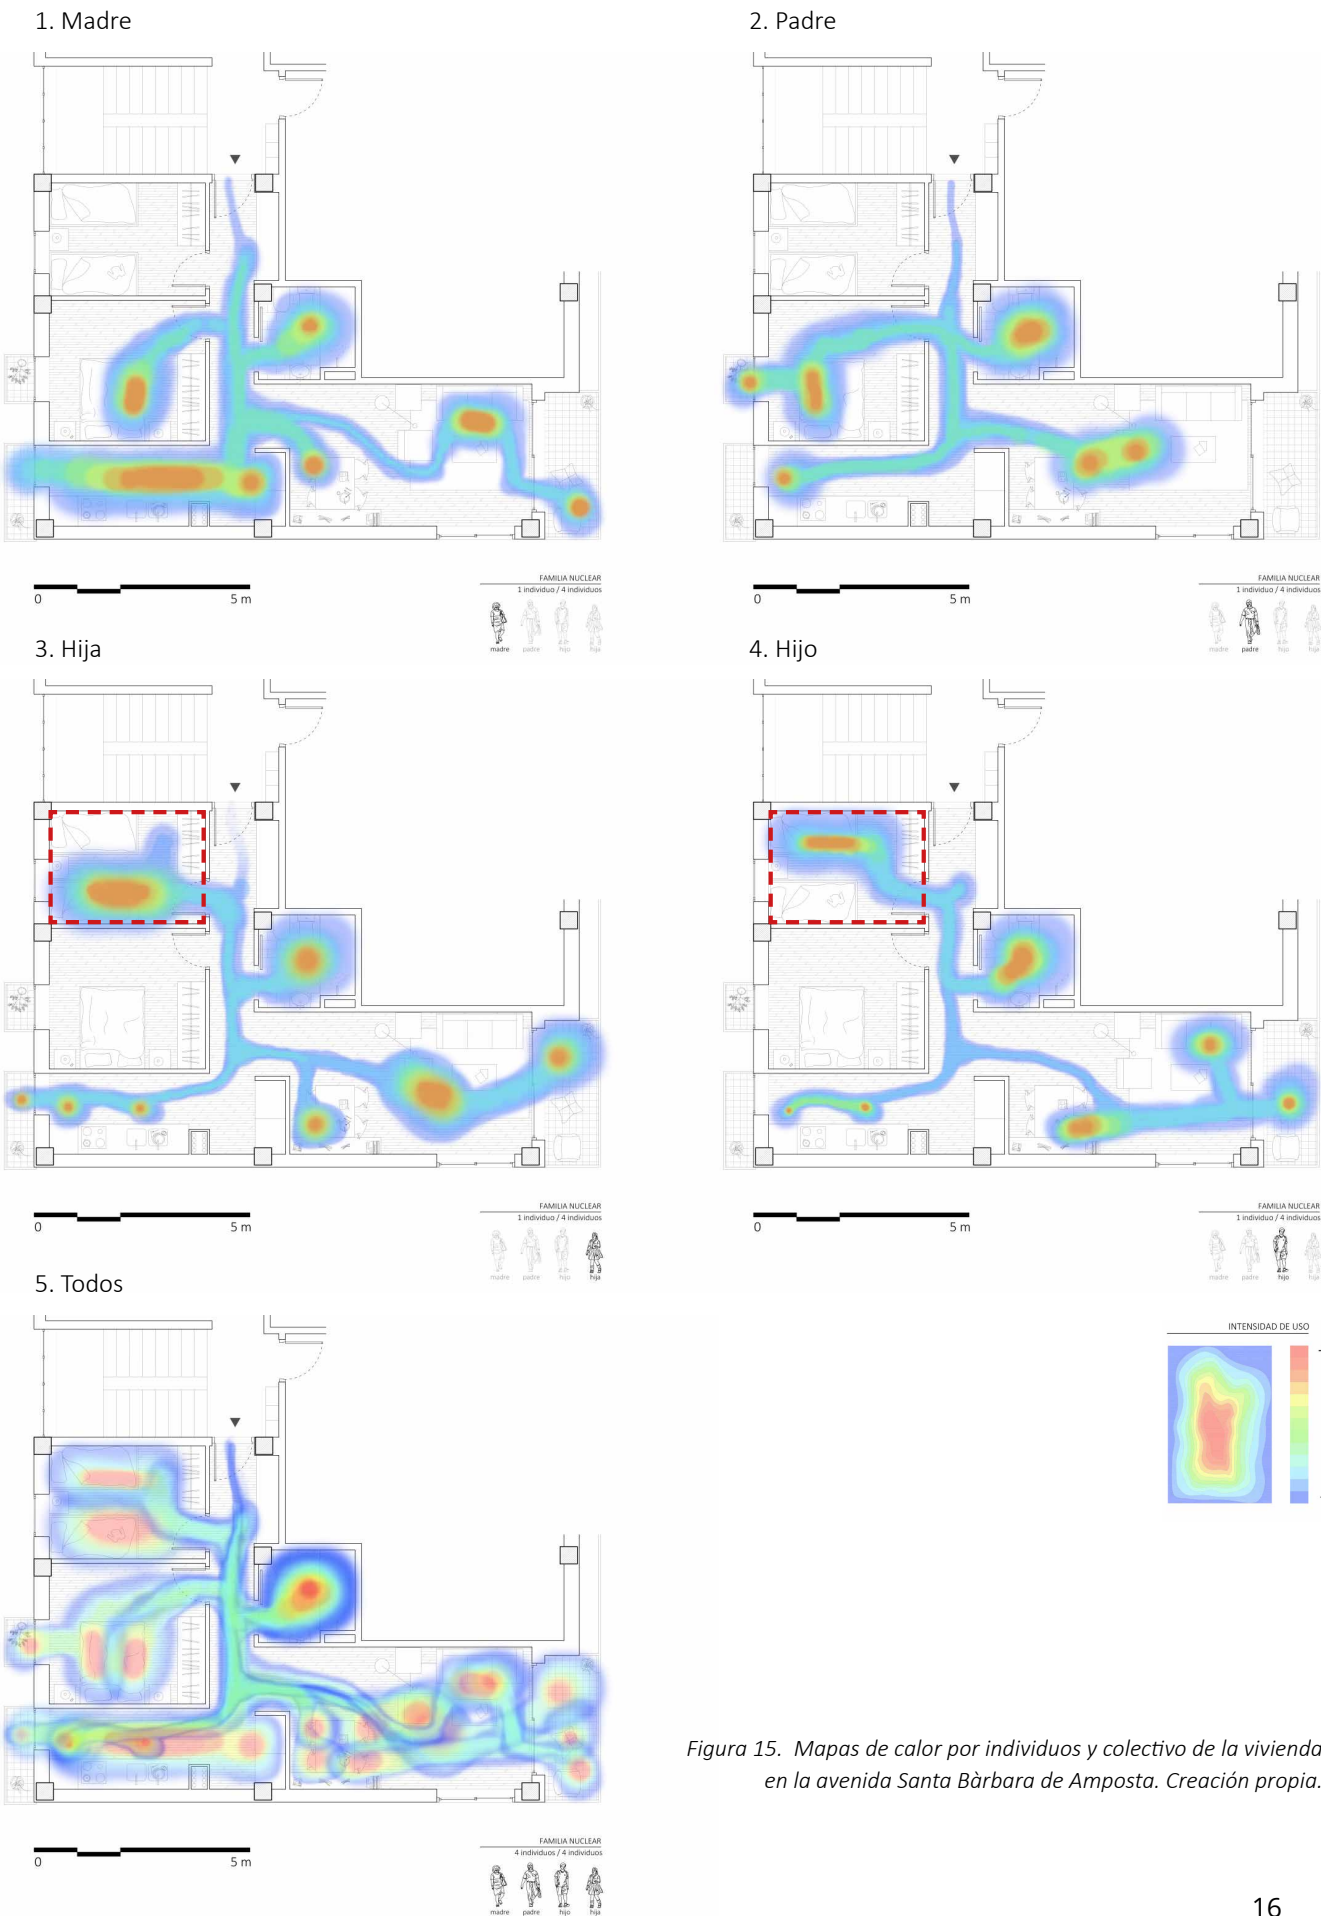 1. Madre
2. Padre
0 5 m
FAMILIA NUCLEAR
1 individuo / 4 individuos
madre padre hijo hija
0 5 m
FAMILIA NUCLEAR
1 individuo / 4 individuos
madre padre hijo hija
3. Hija
4. Hijo
0 5 m
FAMILIA NUCLEAR
1 individuo / 4 individuos
madre padre hijo hija
0 5 m
FAMILIA NUCLEAR
1 individuo / 4 individuos
madre padre hijo hija
5. Todos
INTENSIDAD DE USO
0 5 m
FAMILIA NUCLEAR
4 individuos / 4 individuos
madre padre hijo hija
Figura 15. Mapas de calor por individuos y colectivo de la vivienda
en la avenida Santa Bàrbara de Amposta. Creación propia.
16